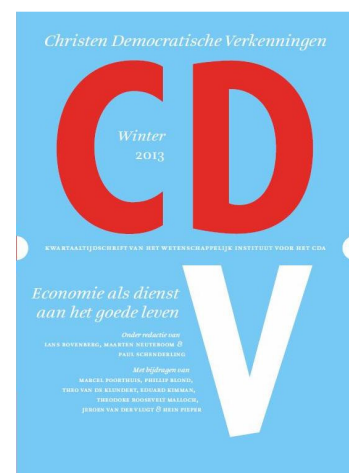 Christen Democratische Verkenningen
CD
Winter
2013
KWARTAALTIJDSCHRIFT VAN HET WETENSCHAPPELIJK INSTITUUT VOOR HET CDA
V
Economie als dienst
aan het goede leven
Onder redactie van
LANS BOVENBERG, MAARTEN NEUTEBOOM &
PAUL SCHENDERLING
Met bijdragen van
MARCEL POORTHUIS, PHILLIP BLOND,
THEO VAN DE KLUNDERT, EDUARD KIMMAN,
THEODORE ROOSEVELT MALLOCH,
JEROEN VAN DER VLUGT & HEIN PIEPER